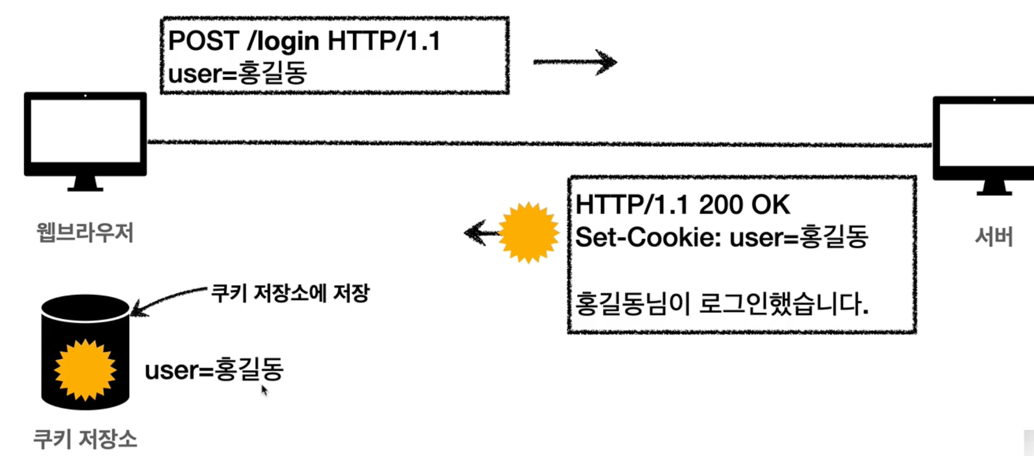 POST /login HTTP/1.1
user=홍길동
웹브라우저
HTTP/1.1 200 OK
Set-Cookie: user=홍길동
홍길동님이 로그인했습니다.
서버
쿠키 저장소에 저장
user=홍길동
쿠키 저장소